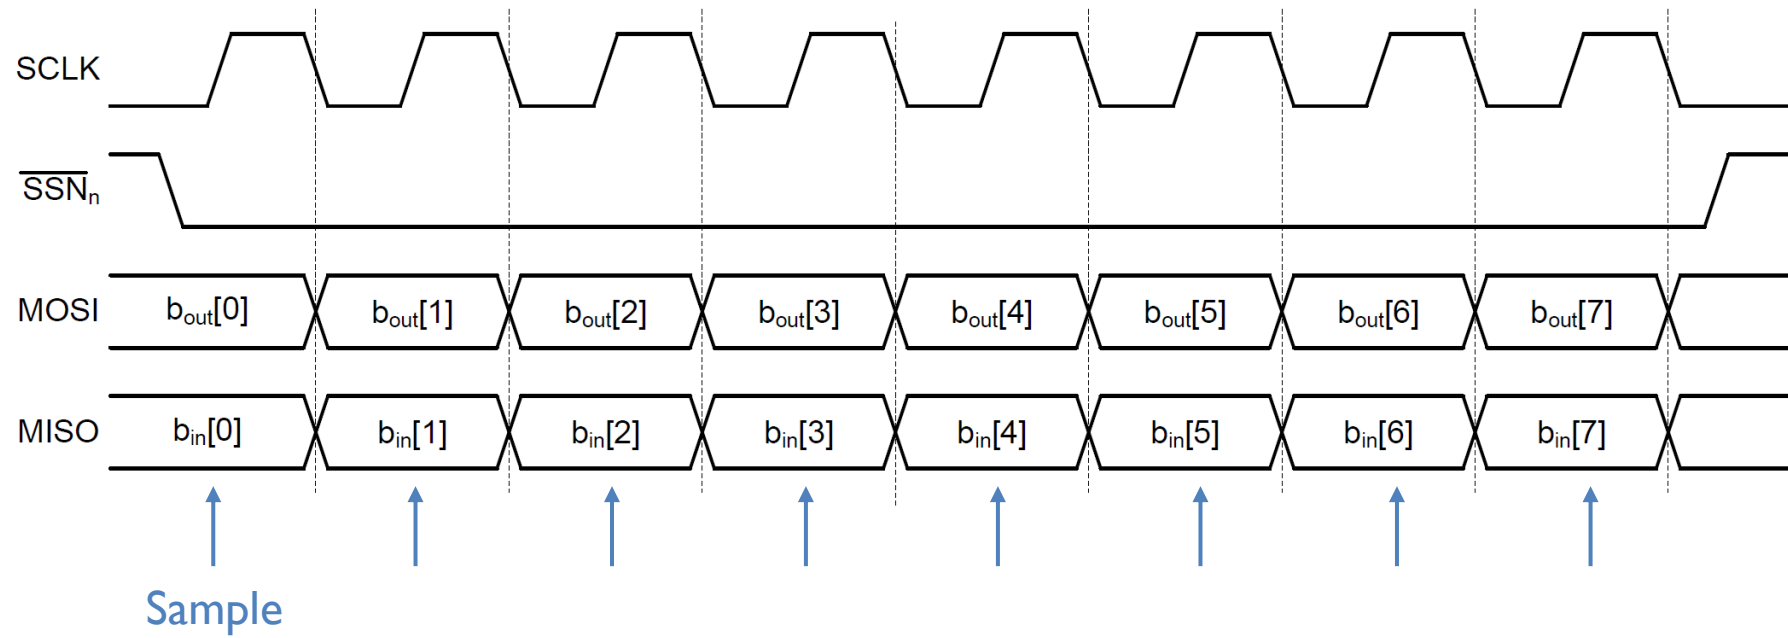 SCLK
SSNₙ
MOSI bₒᵤₜ[0] bₒᵤₜ[1] bₒᵤₜ[2] bₒᵤₜ[3] bₒᵤₜ[4] bₒᵤₜ[5] bₒᵤₜ[6] bₒᵤₜ[7]
MISO bᵢₙ[0] bᵢₙ[1] bᵢₙ[2] bᵢₙ[3] bᵢₙ[4] bᵢₙ[5] bᵢₙ[6] bᵢₙ[7]
Sample